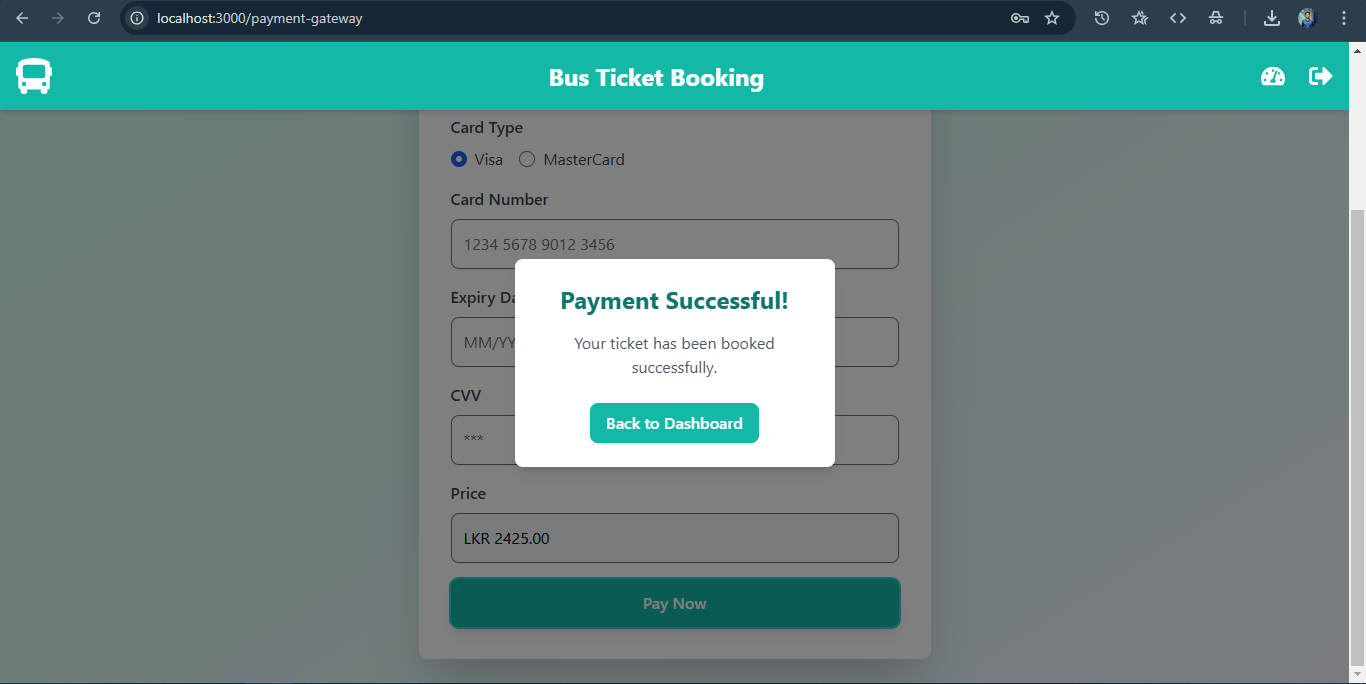 localhost:3000/payment-gateway
Bus Ticket Booking
Card Type
Visa MasterCard
Card Number
1234 5678 9012 3456
Expiry Da
MM/YY
Payment Successful!
Your ticket has been booked
successfully.
Back to Dashboard
CVV
***
Price
LKR 2425.00
Pay Now